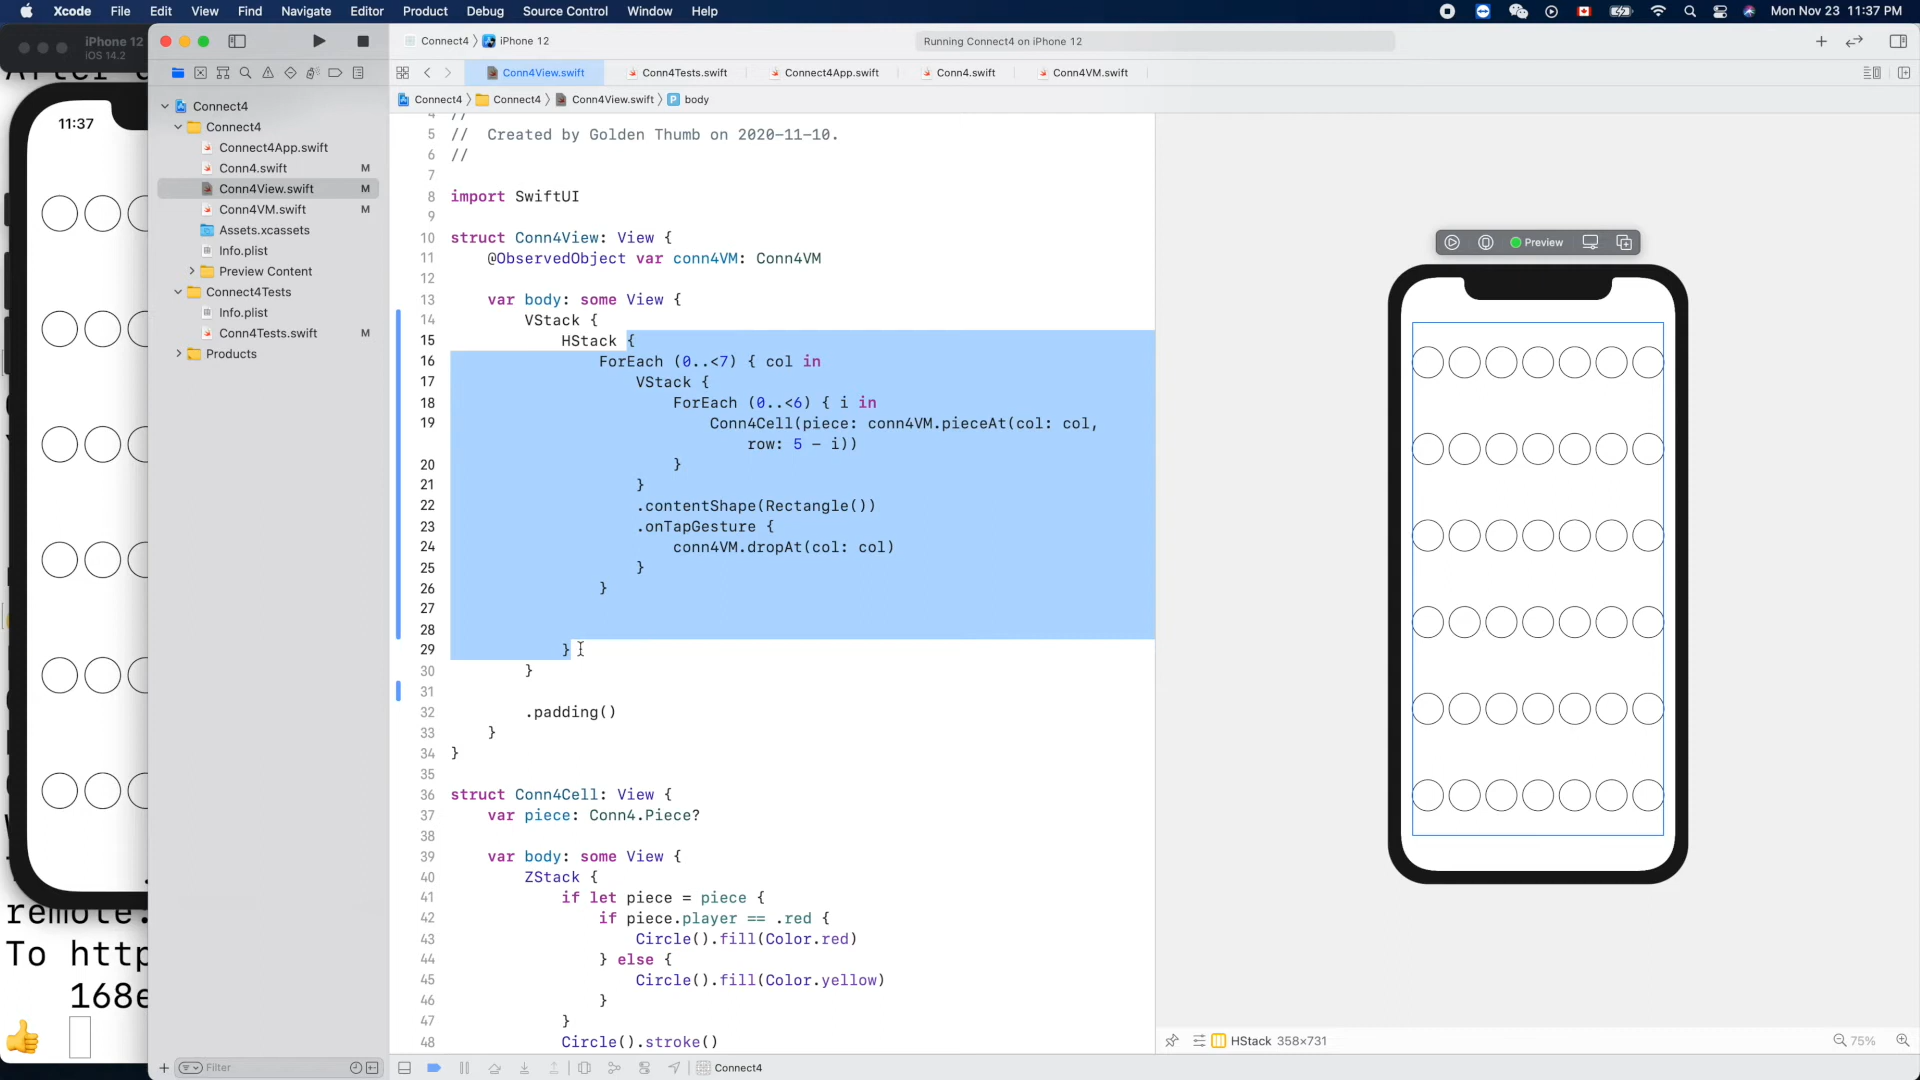 Xcode File Edit View Find Navigate Editor Product Debug Source Control Window Help
Mon Nov 23 11:37 PM
iPhone 12
iOS 14.2
Connect4 〉 iPhone 12
Running Connect4 on iPhone 12
Conn4View.swift Conn4Tests.swift Connect4App.swift Conn4.swift Conn4VM.swift
Connect4 〉 Connect4 〉 Conn4View.swift 〉 P body
Connect4
Connect4
Connect4App.swift
Conn4.swift M
Conn4View.swift M
Conn4VM.swift M
Assets.xcassets
Info.plist
Preview Content
Connect4Tests
Info.plist
Conn4Tests.swift M
Products
11:37
remote:
To http
168e
4 //
5 //  Created by Golden Thumb on 2020-11-10.
6 //
7
8 import SwiftUI
9
10 struct Conn4View: View {
11     @ObservedObject var conn4VM: Conn4VM
12
13     var body: some View {
14         VStack {
15             HStack {
16                 ForEach (0..<7) { col in
17                     VStack {
18                         ForEach (0..<6) { i in
19                             Conn4Cell(piece: conn4VM.pieceAt(col: col,
row: 5 - i))
20                         }
21                     }
22                     .contentShape(Rectangle())
23                     .onTapGesture {
24                         conn4VM.dropAt(col: col)
25                     }
26                 }
27
28
29             }
30         }
31
32         .padding()
33     }
34 }
35
36 struct Conn4Cell: View {
37     var piece: Conn4.Piece?
38
39     var body: some View {
40         ZStack {
41             if let piece = piece {
42                 if piece.player == .red {
43                     Circle().fill(Color.red)
44                 } else {
45                     Circle().fill(Color.yellow)
46                 }
47             }
48             Circle().stroke()
Preview
HStack 358×731
75%
Filter
Connect4